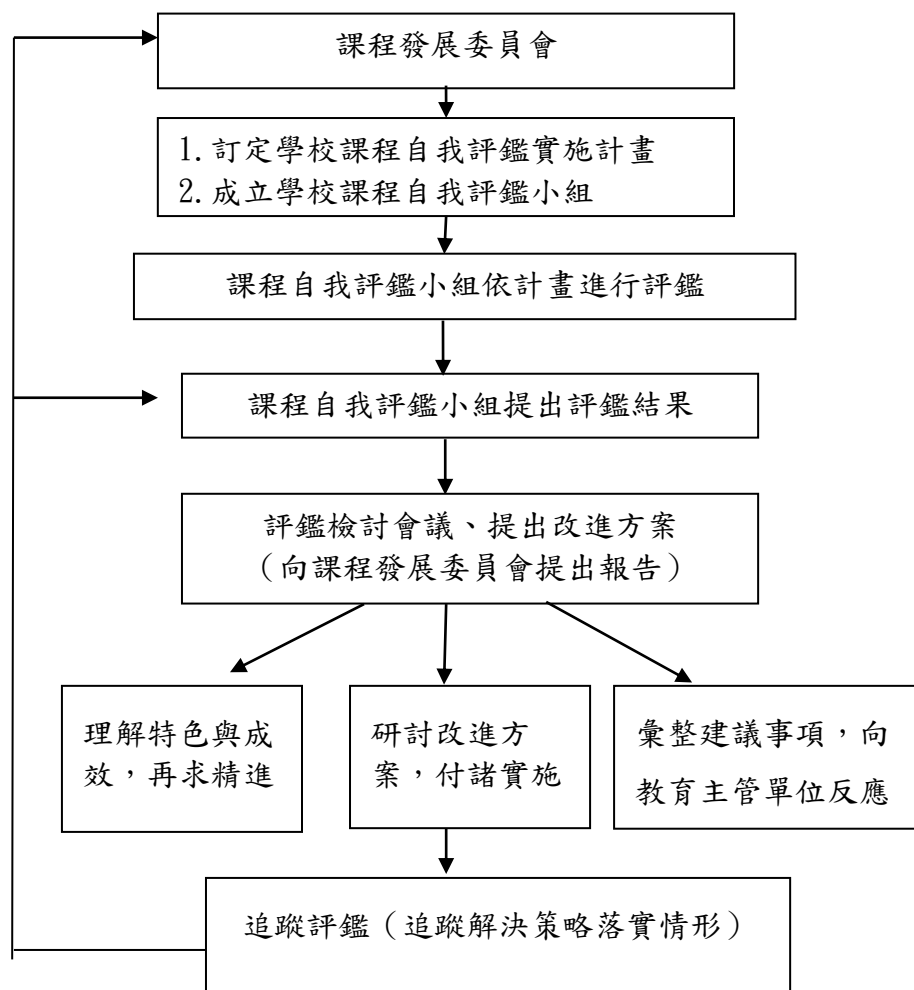 課程發展委員會
1.訂定學校課程自我評鑑實施計畫
2.成立學校課程自我評鑑小組
課程自我評鑑小組依計畫進行評鑑
課程自我評鑑小組提出評鑑結果
評鑑檢討會議、提出改進方案
（向課程發展委員會提出報告）
理解特色與成
效，再求精進
研討改進方
案，付諸實施
彙整建議事項，向
教育主管單位反應
追蹤評鑑（追蹤解決策略落實情形）